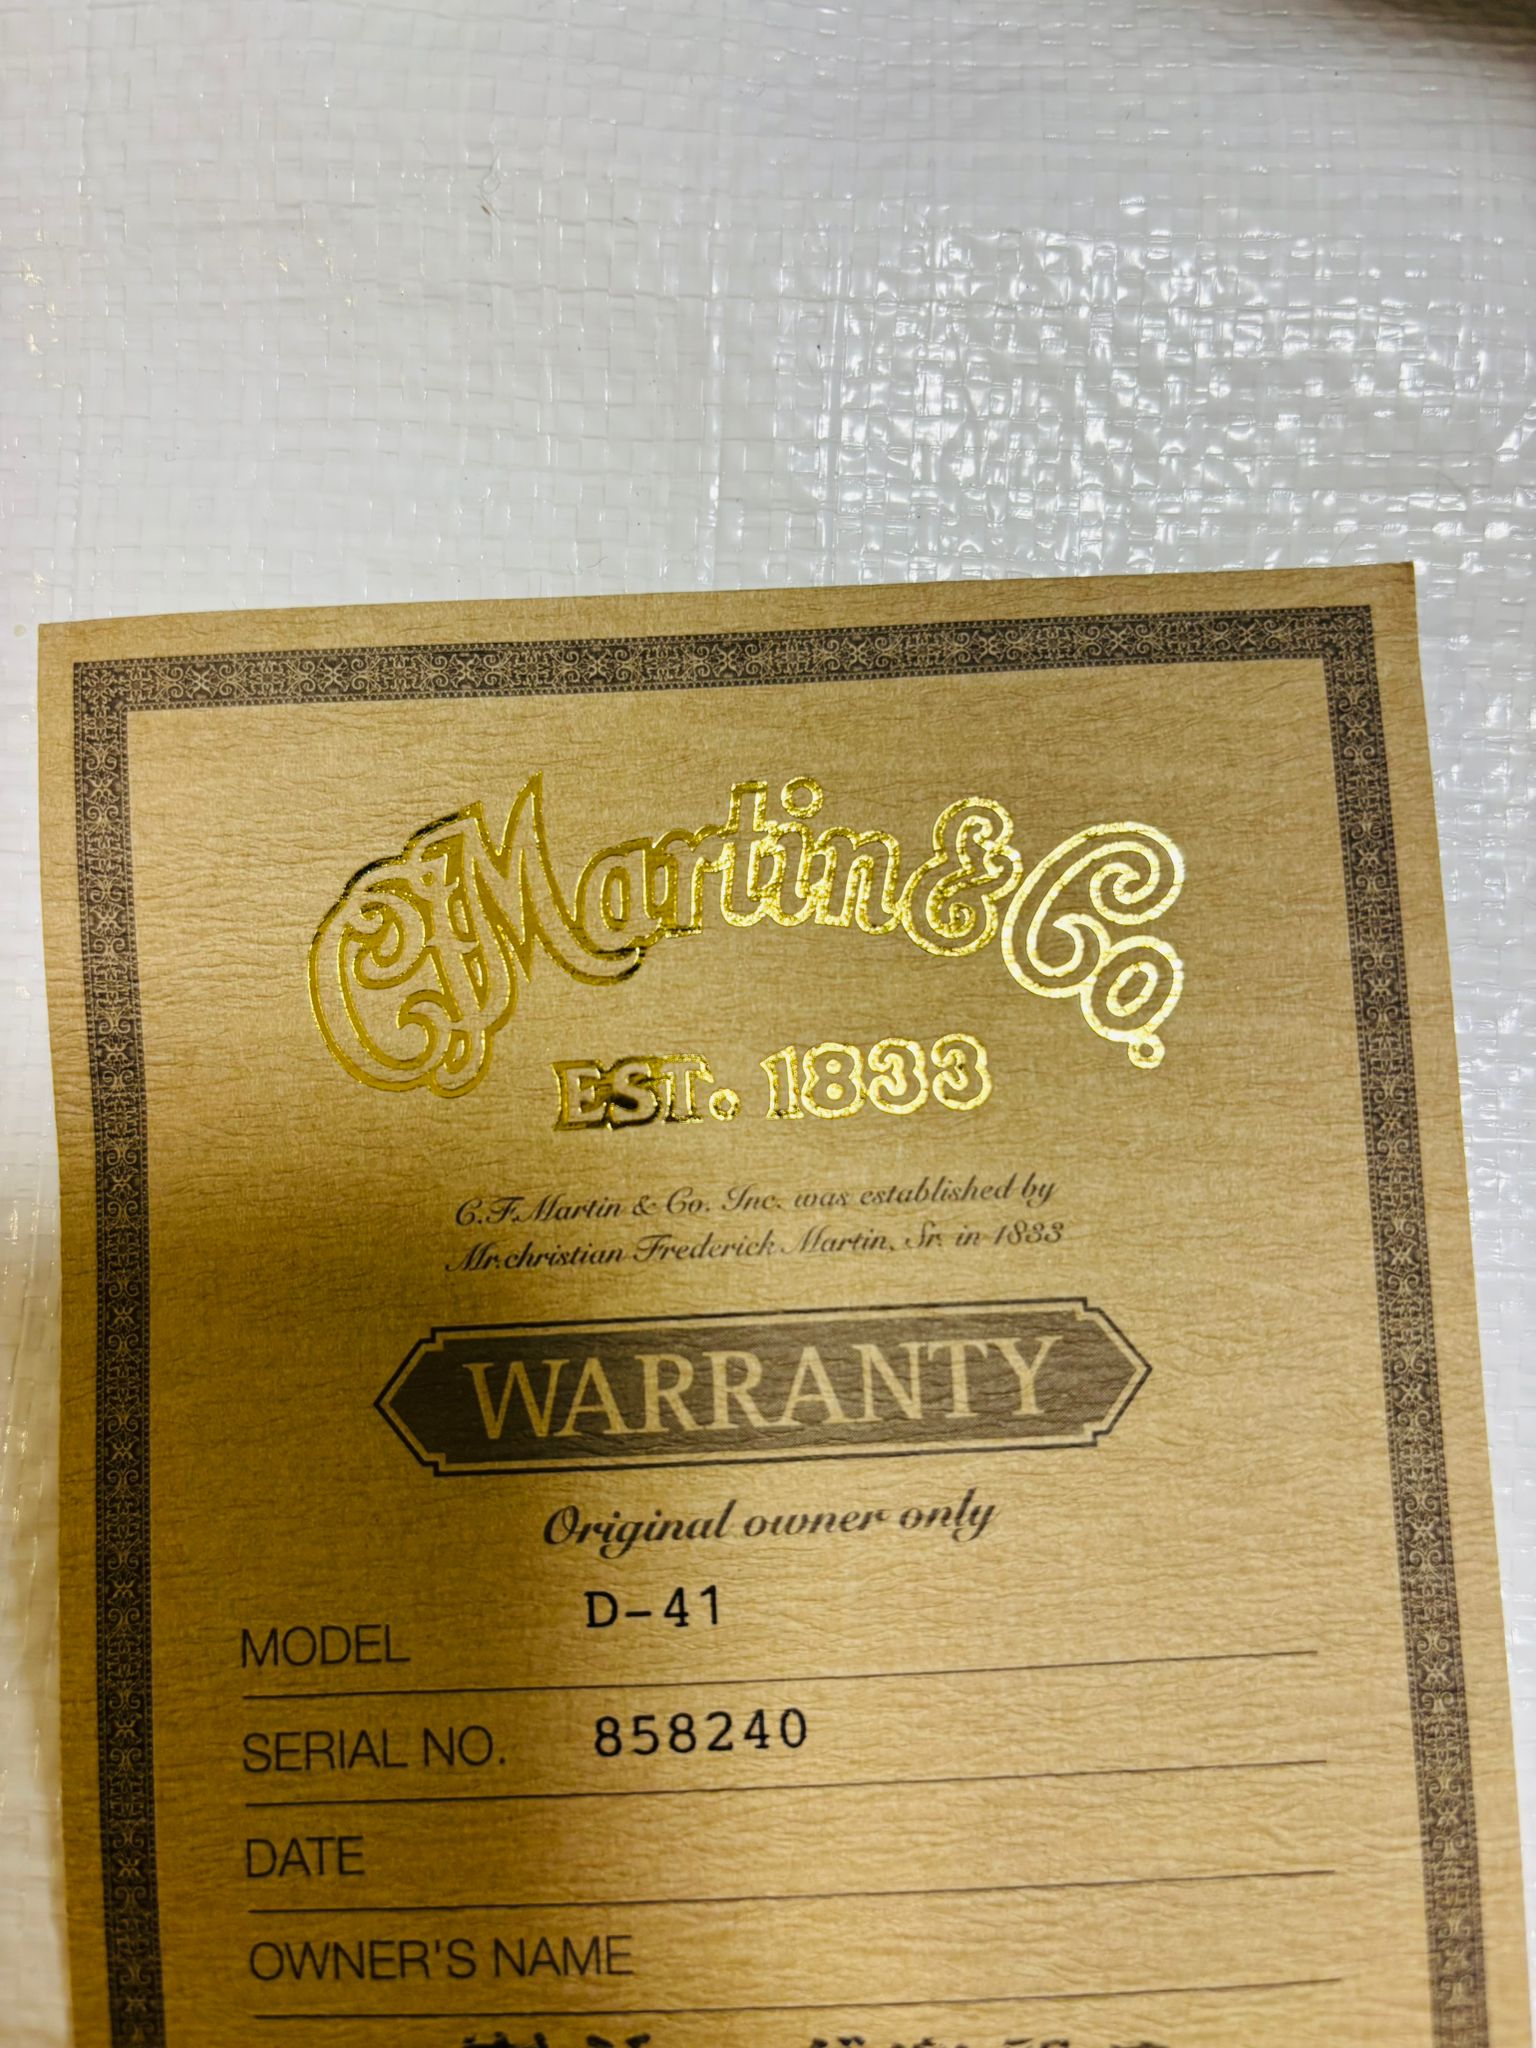 C.F. Martin & Co.
EST. 1833
C.F.Martin & Co. Inc. was established by
Mr.christian Frederick Martin, Sr. in 1833
WARRANTY
Original owner only
MODEL D-41
SERIAL NO. 858240
DATE
OWNER'S NAME